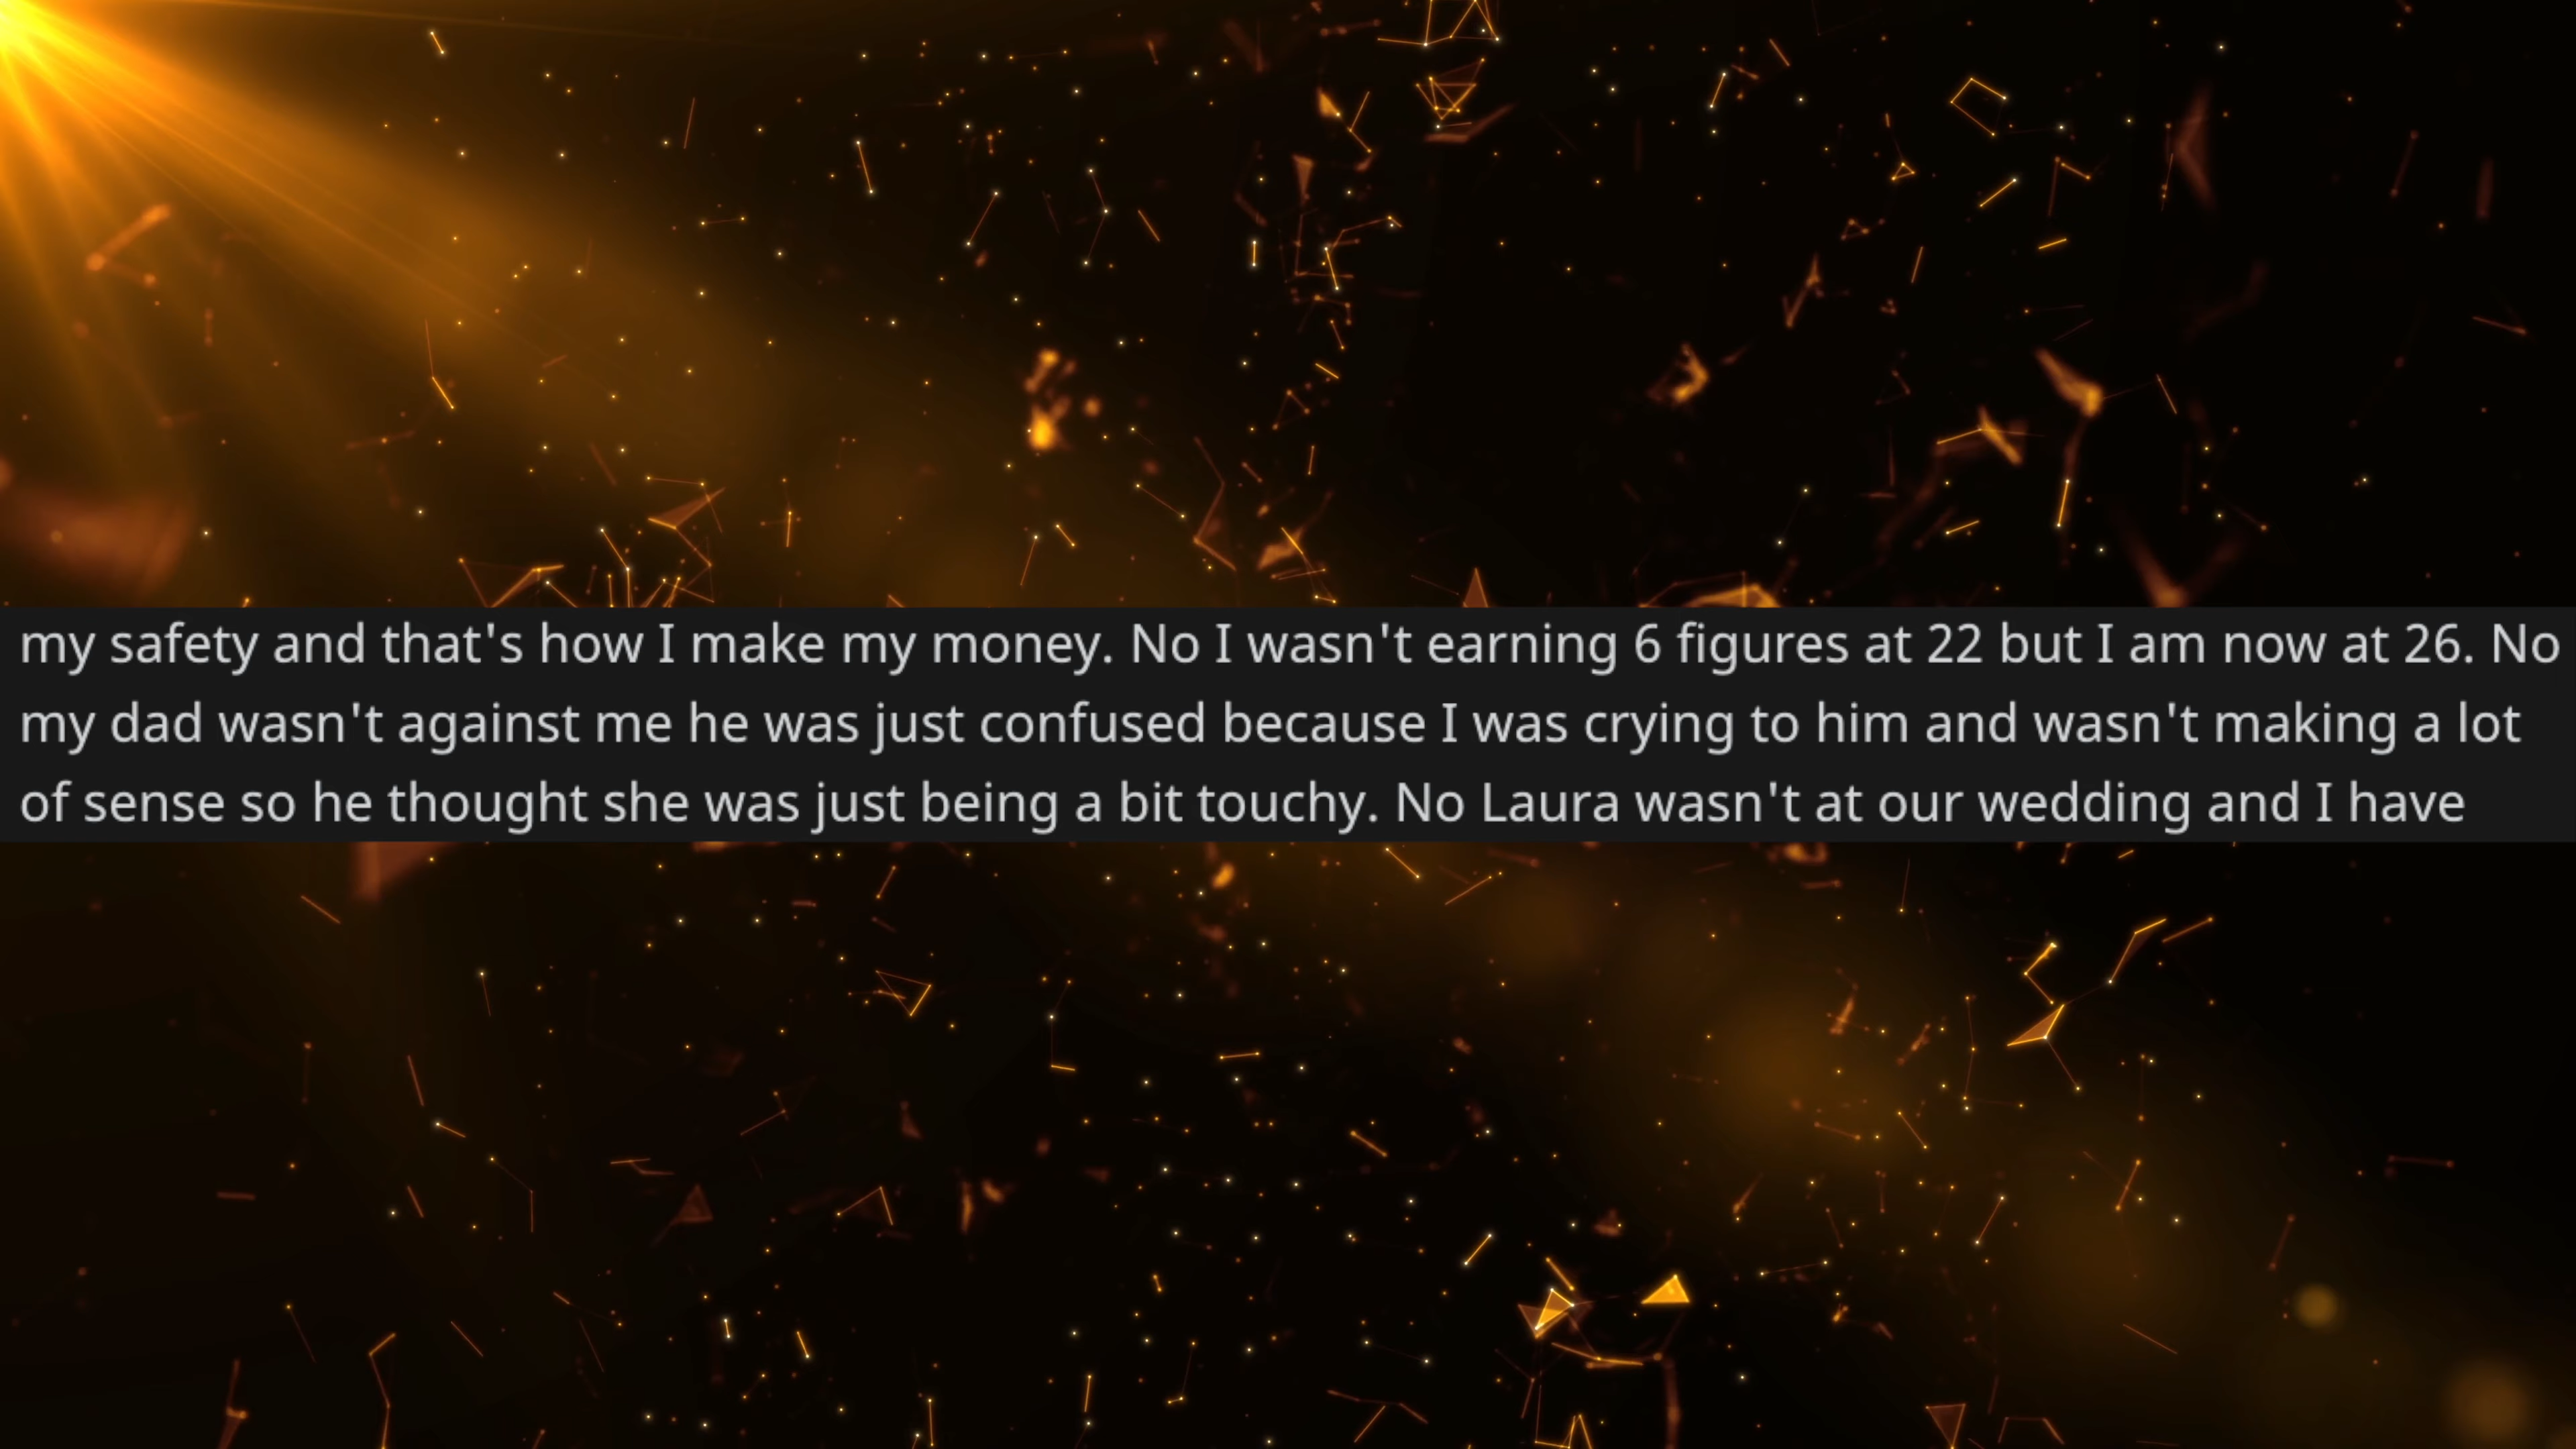 my safety and that's how I make my money. No I wasn't earning 6 figures at 22 but I am now at 26. No
my dad wasn't against me he was just confused because I was crying to him and wasn't making a lot
of sense so he thought she was just being a bit touchy. No Laura wasn't at our wedding and I have